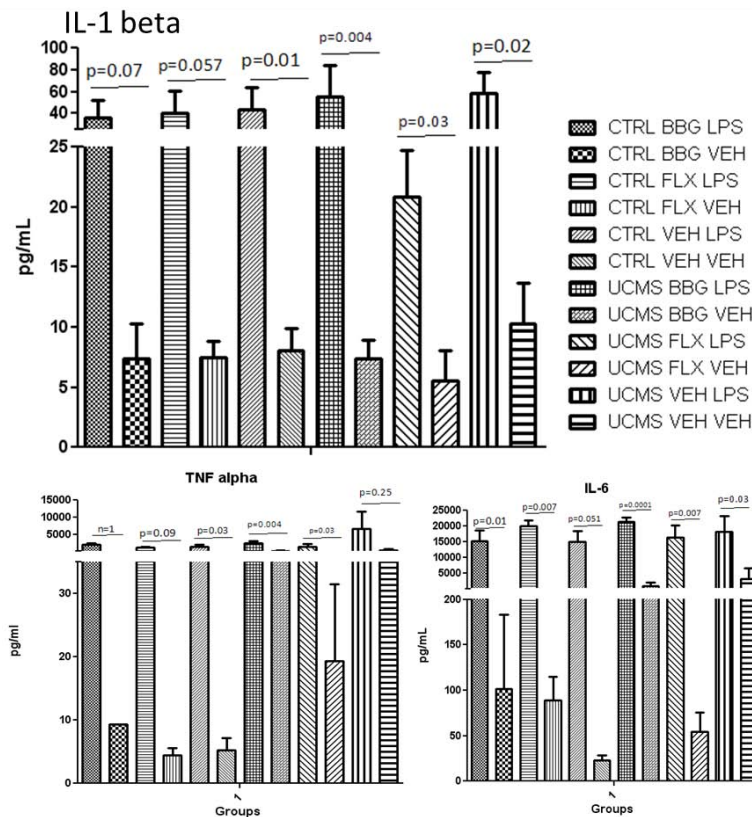 IL-1 beta
p=0.07
p=0.057
p=0.01
p=0.004
p=0.03
p=0.02
100
80
60
40
25
20
15
10
5
0
pg/mL
CTRL BBG LPS
CTRL BBG VEH
CTRL FLX LPS
CTRL FLX VEH
CTRL VEH LPS
CTRL VEH VEH
UCMS BBG LPS
UCMS BBG VEH
UCMS FLX LPS
UCMS FLX VEH
UCMS VEH LPS
UCMS VEH VEH
TNF alpha
n=1
p=0.09
p=0.03
p=0.004
p=0.03
p=0.25
15000
10000
5000
30
20
10
0
pg/ml
1
Groups
IL-6
p=0.01
p=0.007
p=0.051
p=0.0001
p=0.007
p=0.03
25000
20000
15000
10000
5000
200
150
100
50
0
pg/mL
1
Groups